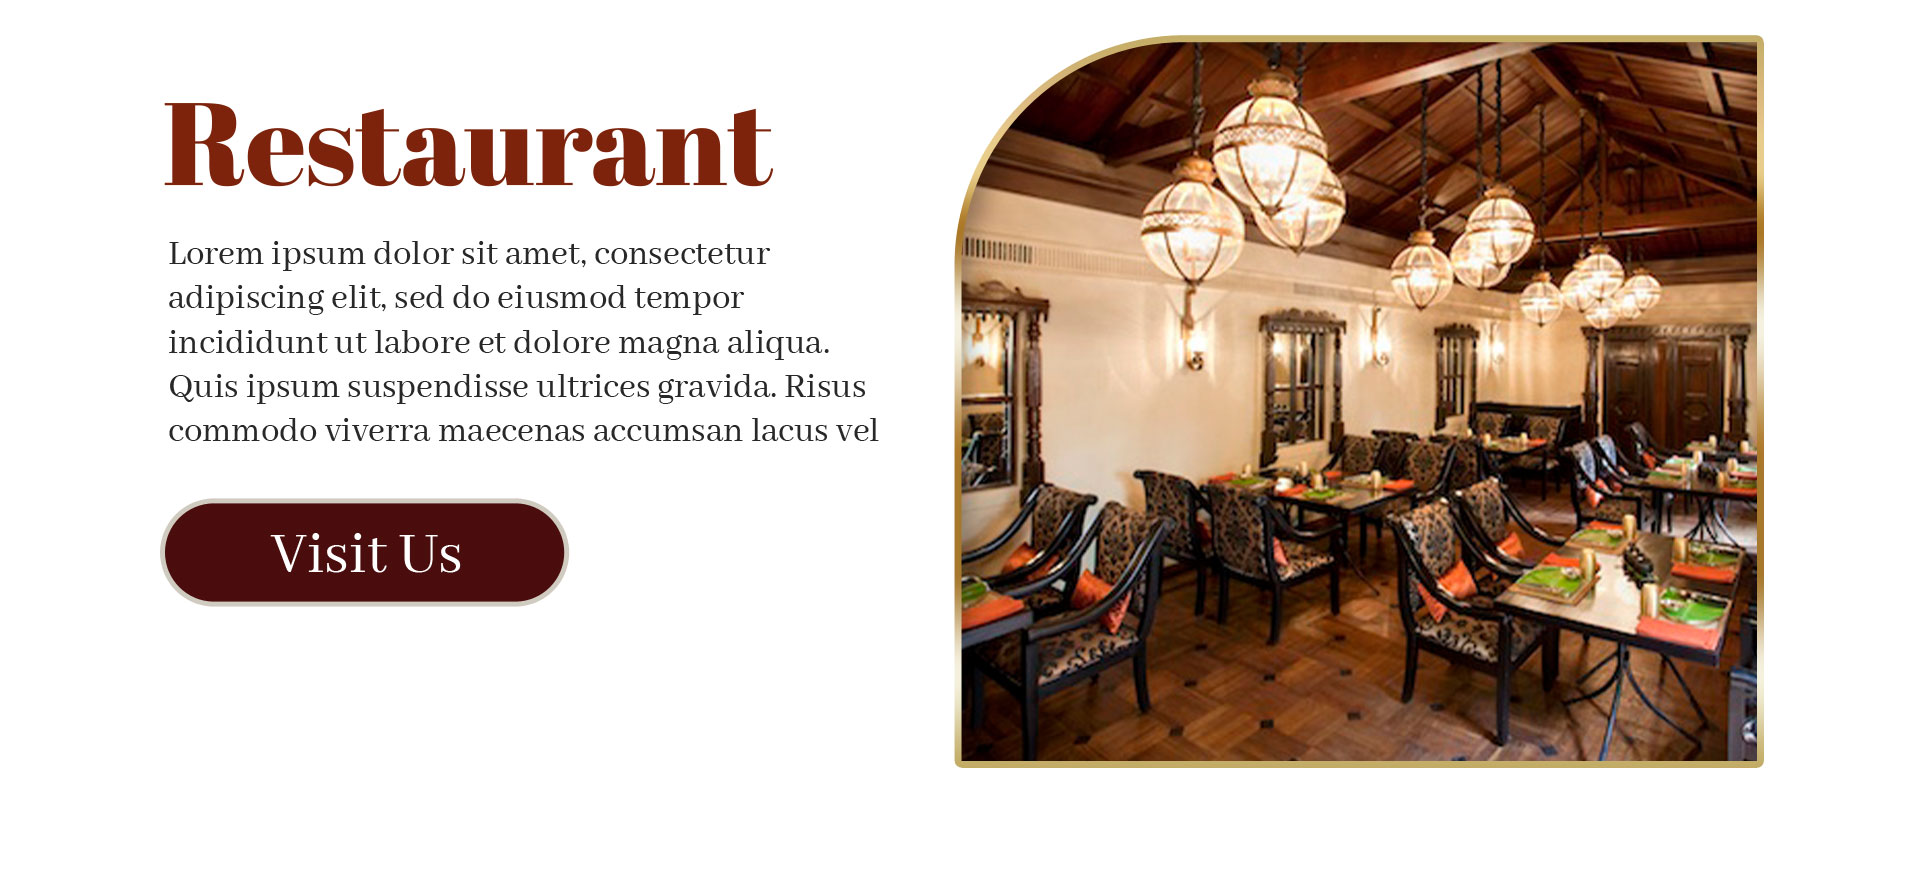 Restaurant
Lorem ipsum dolor sit amet, consectetur
adipiscing elit, sed do eiusmod tempor
incididunt ut labore et dolore magna aliqua.
Quis ipsum suspendisse ultrices gravida. Risus
commodo viverra maecenas accumsan lacus vel
Visit Us